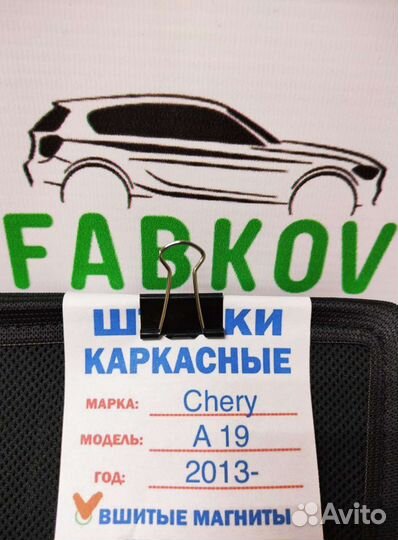 FABKOV
КАРКАСНЫЕ
МАРКА: Chery
МОДЕЛЬ: A 19
ГОД: 2013-
ВШИТЫЕ МАГНИТЫ
Avito